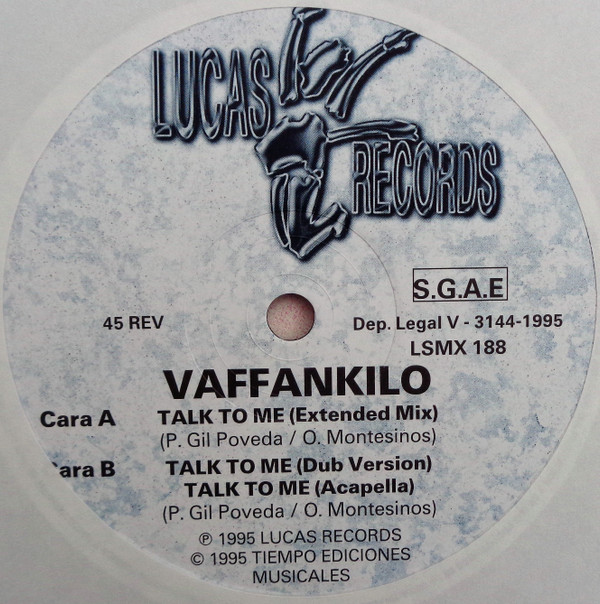 LUCAS
RECORDS
S.G.A.E
45 REV
Dep. Legal V - 3144-1995
LSMX 188
VAFFANKILO
Cara A TALK TO ME (Extended Mix)
(P. Gil Poveda / O. Montesinos)
ara B TALK TO ME (Dub Version)
TALK TO ME (Acapella)
(P. Gil Poveda / O. Montesinos)
℗ 1995 LUCAS RECORDS
© 1995 TIEMPO EDICIONES
MUSICALES